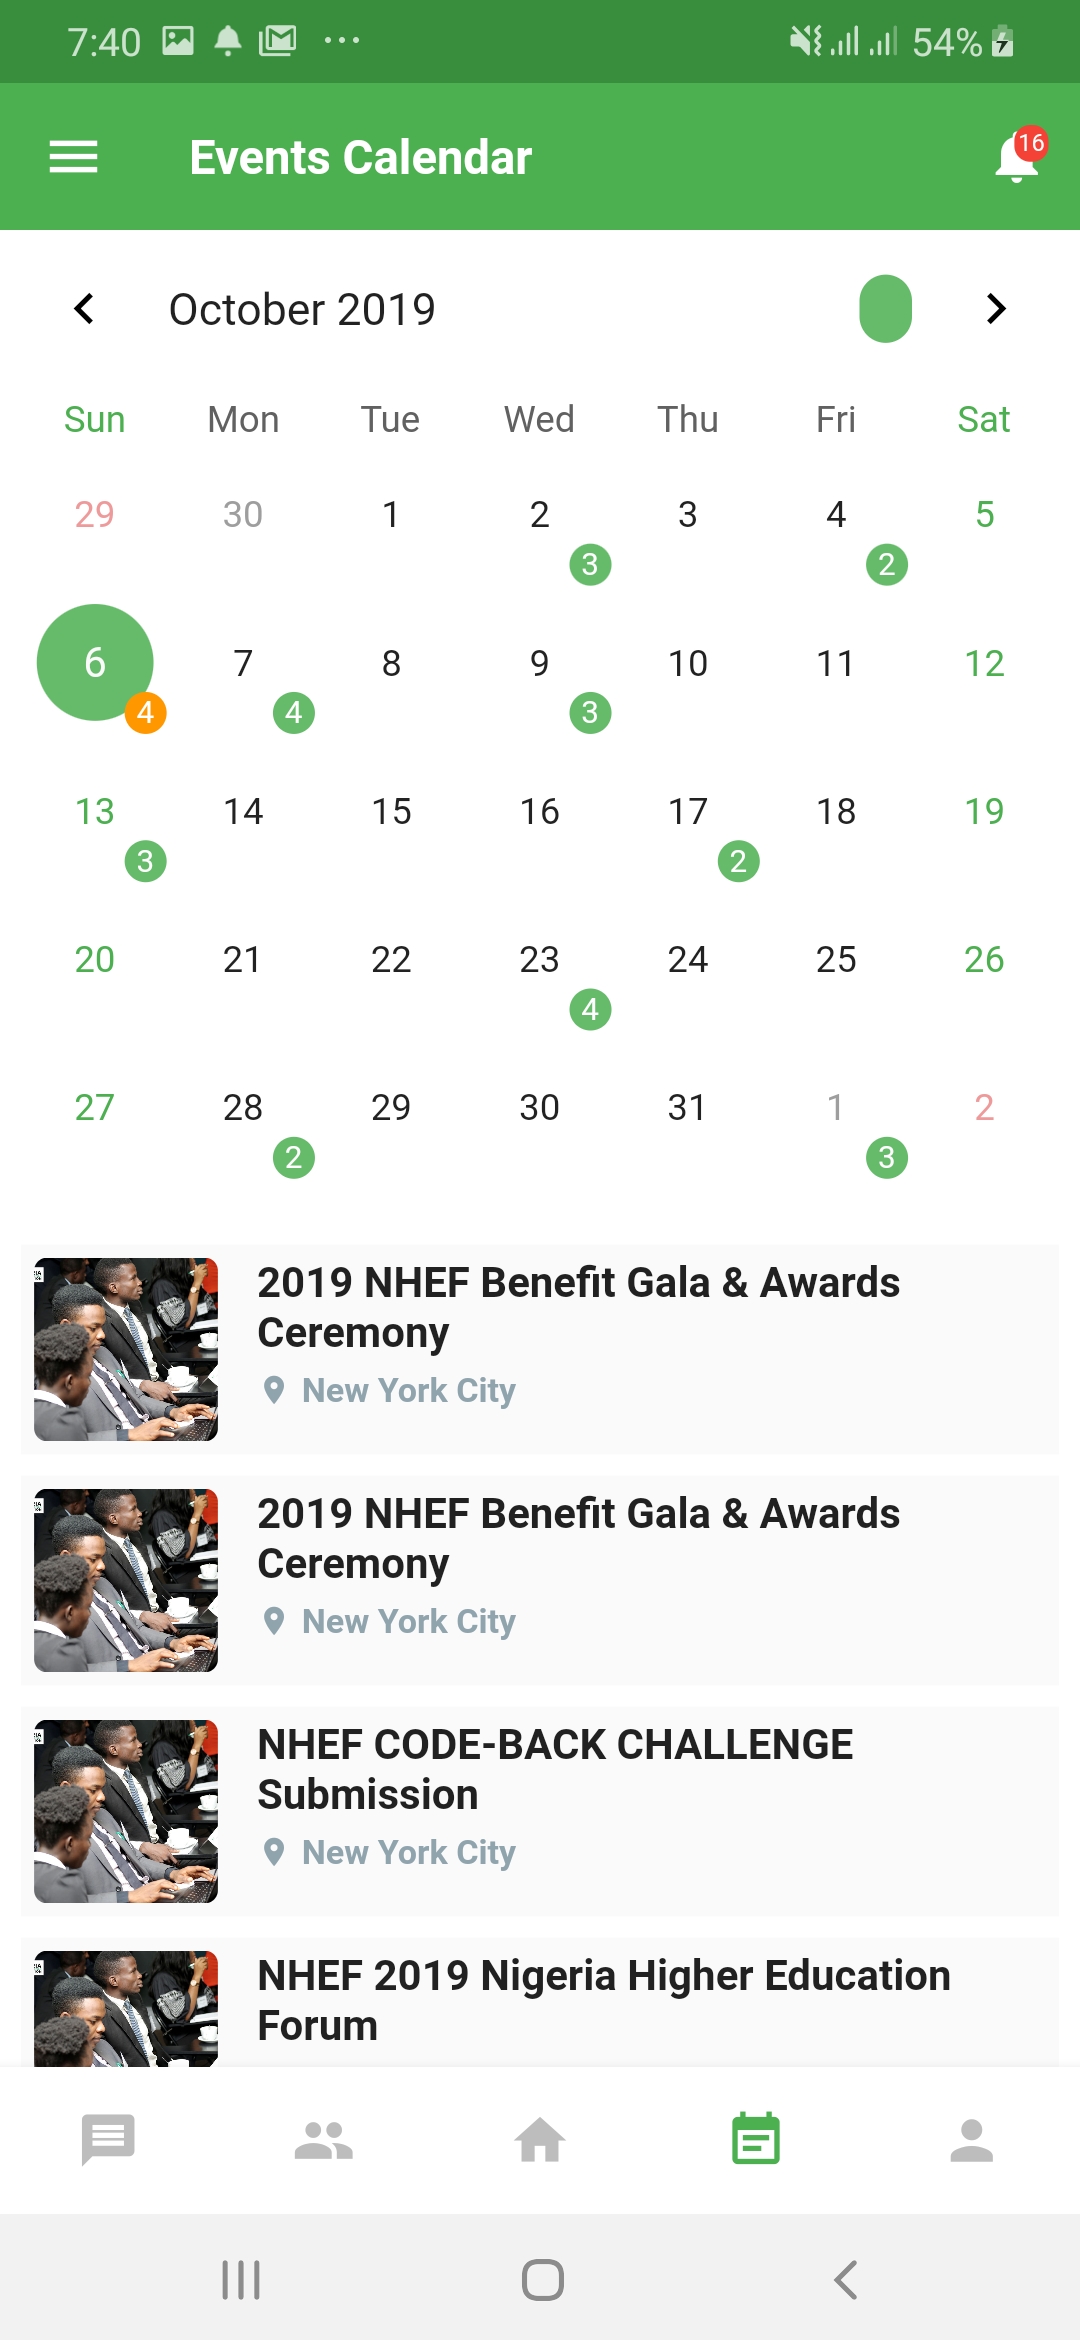 7:40 54%
Events Calendar 16
October 2019
Sun Mon Tue Wed Thu Fri Sat
29 30 1 2 3 4 5
3 2
6 7 8 9 10 11 12
4 4 3
13 14 15 16 17 18 19
3 2
20 21 22 23 24 25 26
4
27 28 29 30 31 1 2
2 3
2019 NHEF Benefit Gala & Awards
Ceremony
New York City
2019 NHEF Benefit Gala & Awards
Ceremony
New York City
NHEF CODE-BACK CHALLENGE
Submission
New York City
NHEF 2019 Nigeria Higher Education
Forum